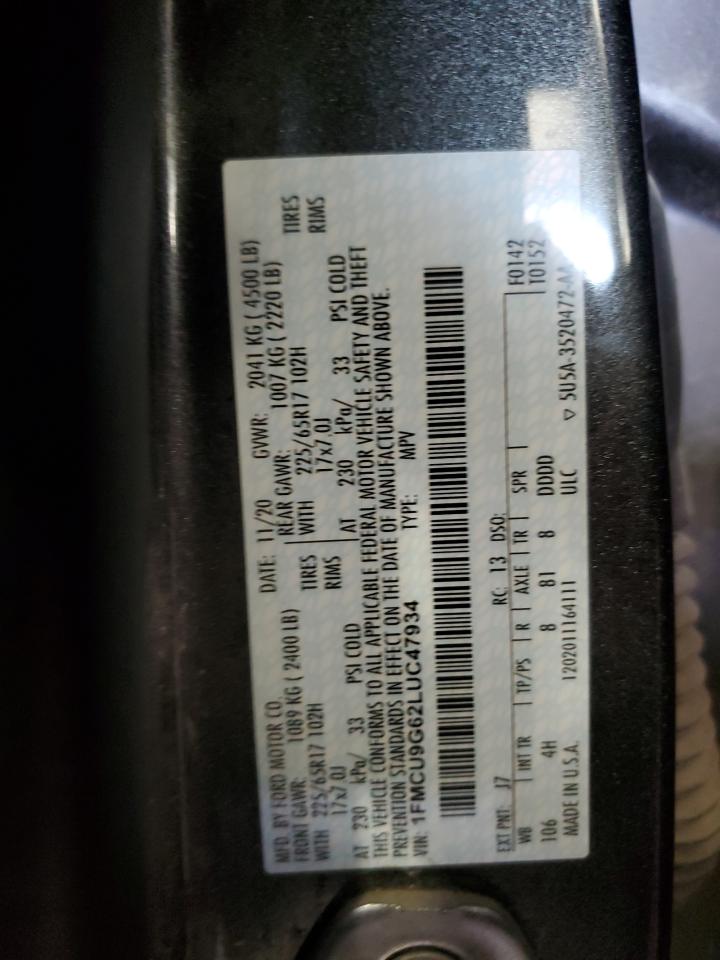 MFD. BY FORD MOTOR CO. DATE: 11/20 GVWR: 2041 KG ( 4500 LB)
FRONT GAWR: 1089 KG ( 2400 LB) REAR GAWR: 1007 KG ( 2220 LB)
WITH 225/65R17 102H TIRES WITH 225/65R17 102H TIRES
17x7.0J RIMS 17x7.0J RIMS
AT 230 kPa/ 33 PSI COLD AT 230 kPa/ 33 PSI COLD
THIS VEHICLE CONFORMS TO ALL APPLICABLE FEDERAL MOTOR VEHICLE SAFETY AND THEFT
PREVENTION STANDARDS IN EFFECT ON THE DATE OF MANUFACTURE SHOWN ABOVE.
VIN: 1FMCU9G62LUC47934 TYPE: MPV
EXT PNT: J7 RC: 13 DSO: F0142
WB INT TR TP/PS R AXLE TR SPR T0152
106 4H 8 81 8 DDDD
MADE IN U.S.A. 1202011164111 ULC ▽ 5U5A-3520472-AA